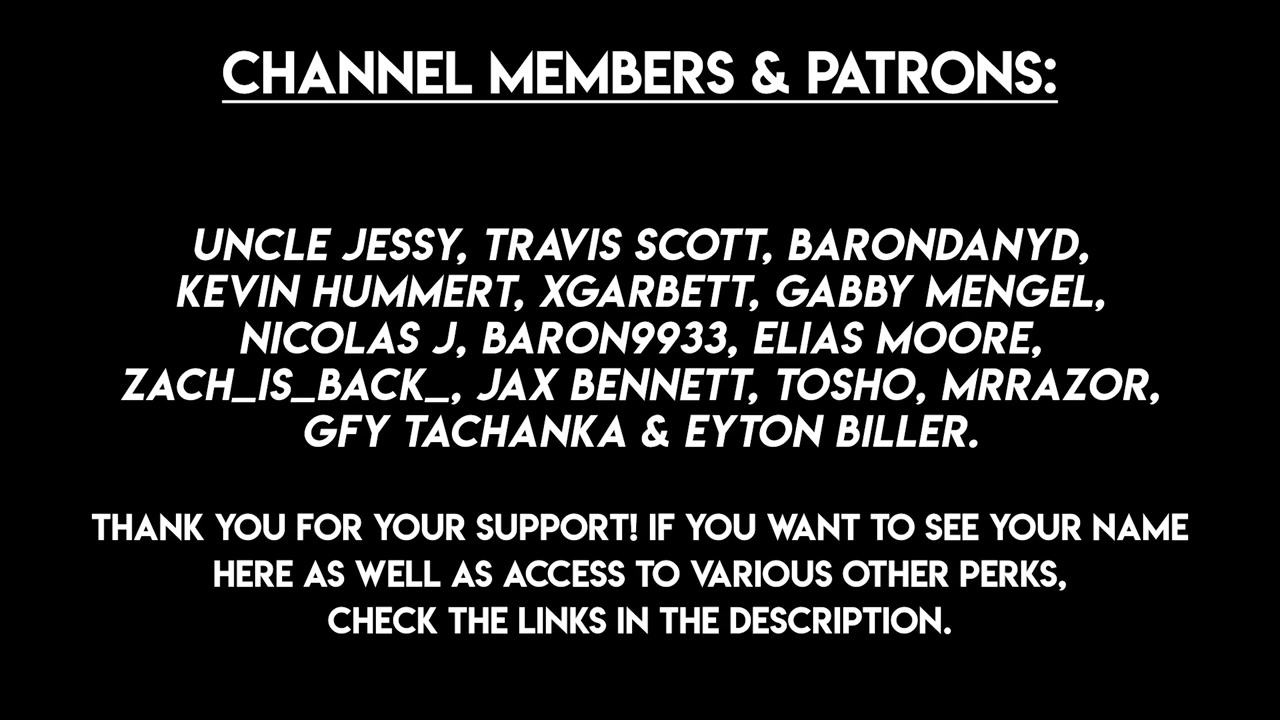 CHANNEL MEMBERS & PATRONS:
UNCLE JESSY, TRAVIS SCOTT, BARONDANYD,
KEVIN HUMMERT, XGARBETT, GABBY MENGEL,
NICOLAS J, BARON9933, ELIAS MOORE,
ZACH_IS_BACK_, JAX BENNETT, TOSHO, MRRAZOR,
GFY TACHANKA & EYTON BILLER.
THANK YOU FOR YOUR SUPPORT! IF YOU WANT TO SEE YOUR NAME
HERE AS WELL AS ACCESS TO VARIOUS OTHER PERKS,
CHECK THE LINKS IN THE DESCRIPTION.